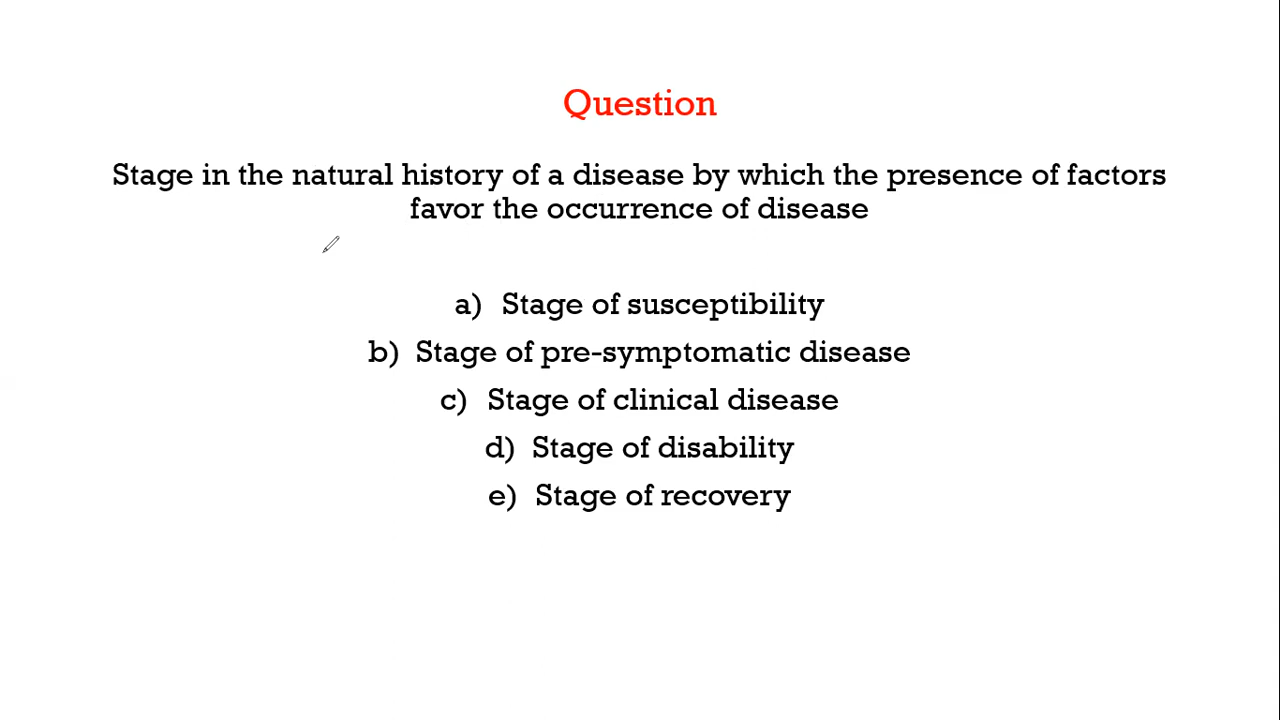 Question
Stage in the natural history of a disease by which the presence of factors
favor the occurrence of disease
a) Stage of susceptibility
b) Stage of pre-symptomatic disease
c) Stage of clinical disease
d) Stage of disability
e) Stage of recovery